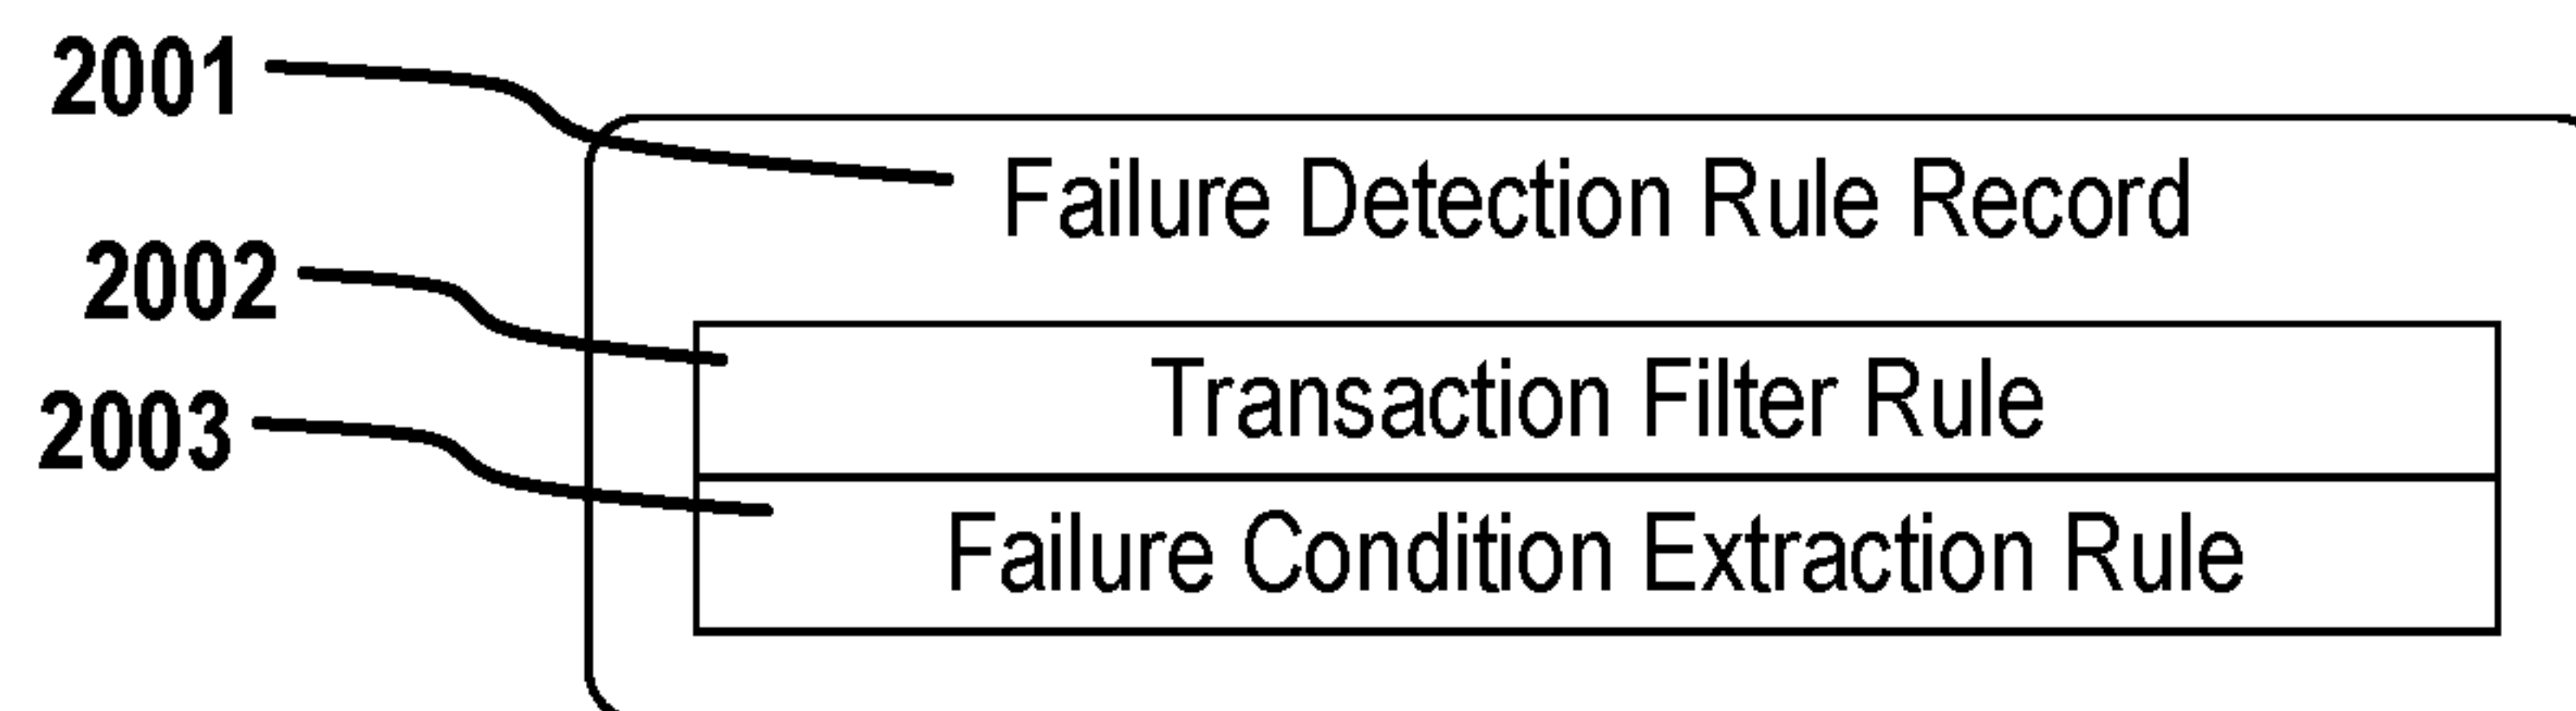 2001
Failure Detection Rule Record
2002
Transaction Filter Rule
2003
Failure Condition Extraction Rule